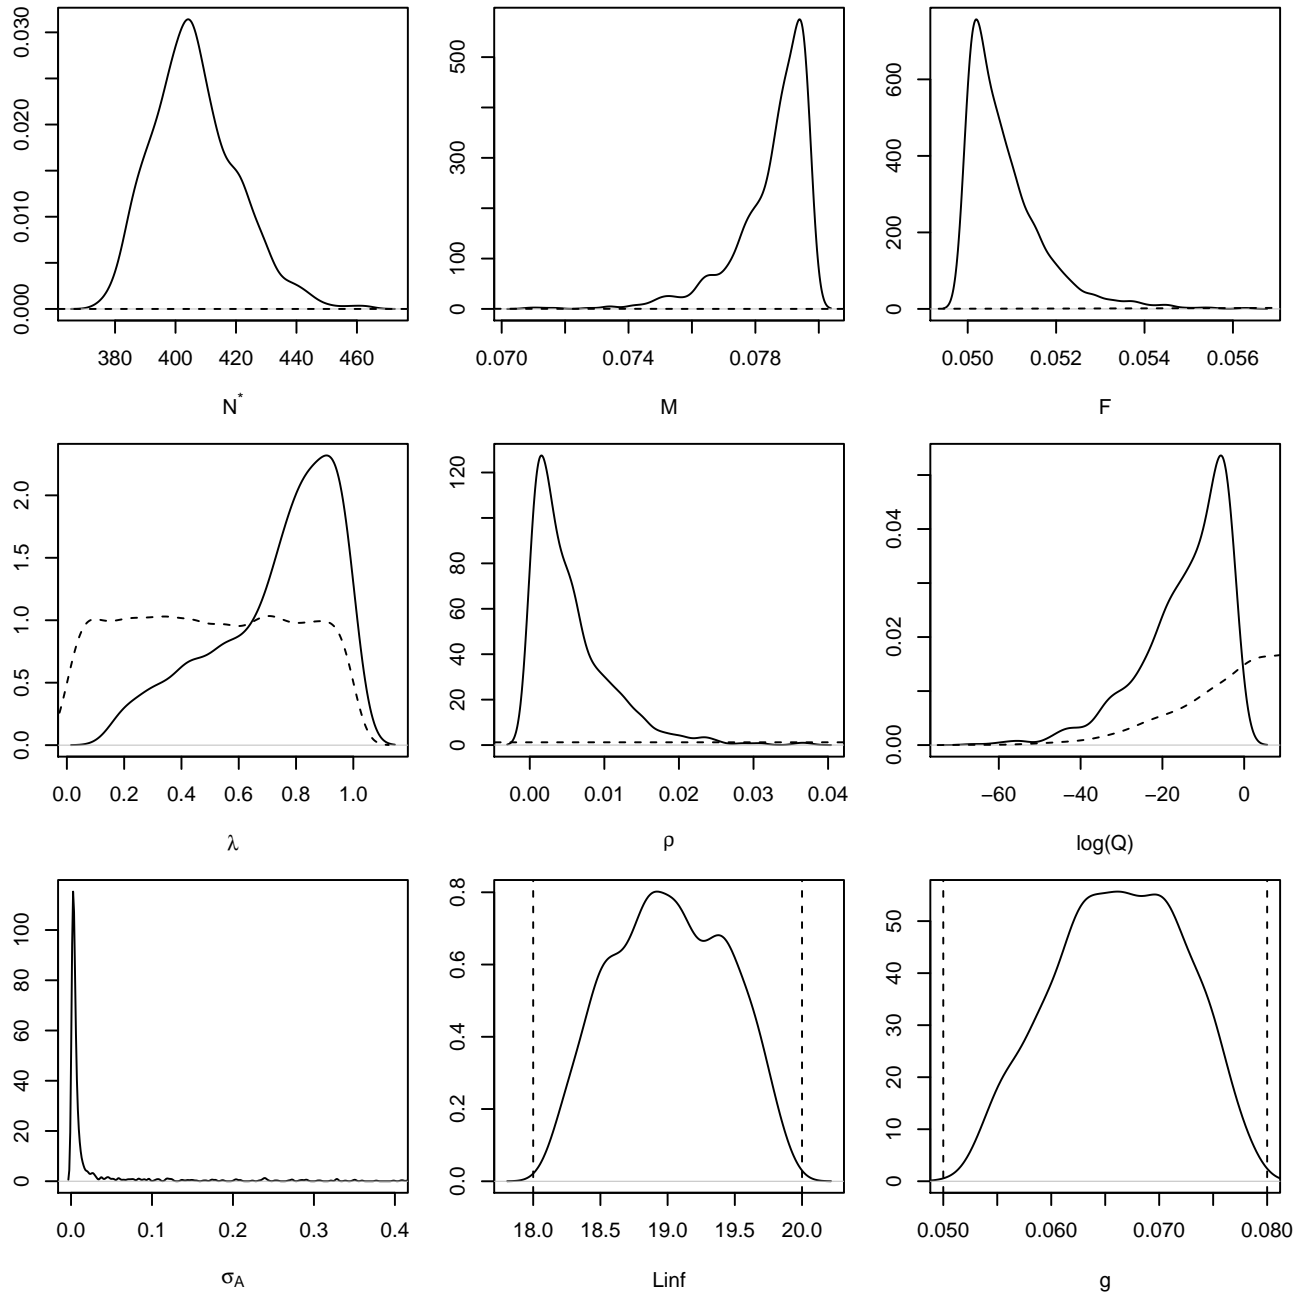 0.000 0.010 0.020 0.030
380 400 420 440 460
N*
0 100 300 500
0.070 0.074 0.078
M
0 200 400 600
0.050 0.052 0.054 0.056
F
0.0 0.5 1.0 1.5 2.0
0.0 0.2 0.4 0.6 0.8 1.0
λ
0 20 40 60 80 120
0.00 0.01 0.02 0.03 0.04
ρ
0.00 0.02 0.04
−60 −40 −20 0
log(Q)
0 20 40 60 80 100
0.0 0.1 0.2 0.3 0.4
σA
0.0 0.2 0.4 0.6 0.8
18.0 18.5 19.0 19.5 20.0
Linf
0 10 20 30 40 50
0.050 0.060 0.070 0.080
g